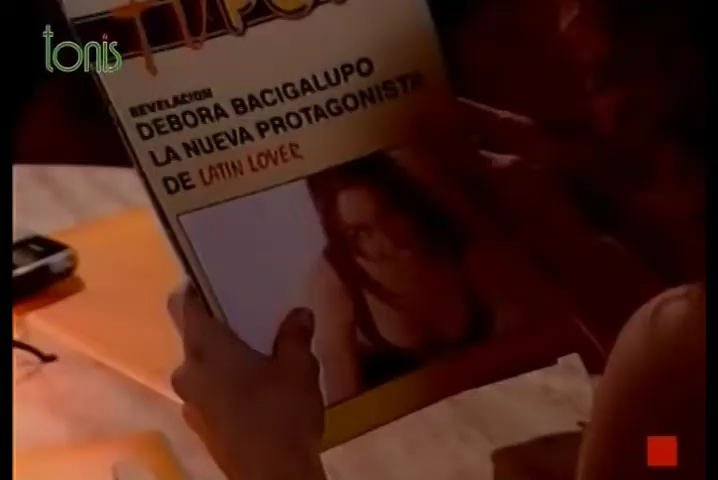 tonis
REVELACION
DEBORA BACIGALUPO
LA NUEVA PROTAGONISTA
DE LATIN LOVER